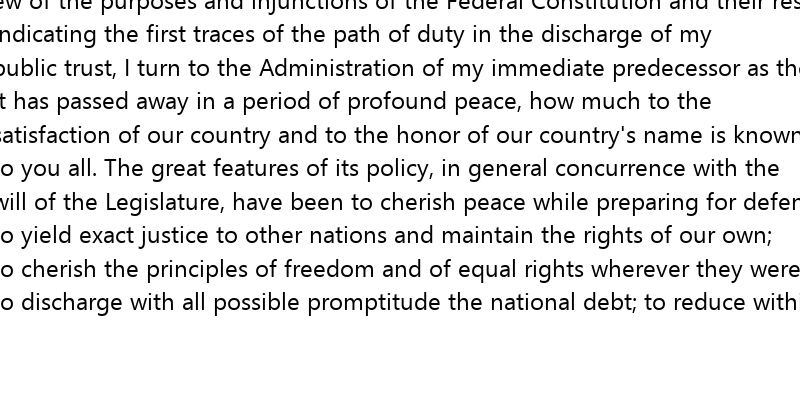 of the purposes and injunctions of the Federal Constitution and their
indicating the first traces of the path of duty in the discharge of my
public trust, I turn to the Administration of my immediate predecessor as the
has passed away in a period of profound peace, how much to the
satisfaction of our country and to the honor of our country's name is known
to you all. The great features of its policy, in general concurrence with the
will of the Legislature, have been to cherish peace while preparing for
to yield exact justice to other nations and maintain the rights of our own;
to cherish the principles of freedom and of equal rights wherever they were
to discharge with all possible promptitude the national debt; to reduce